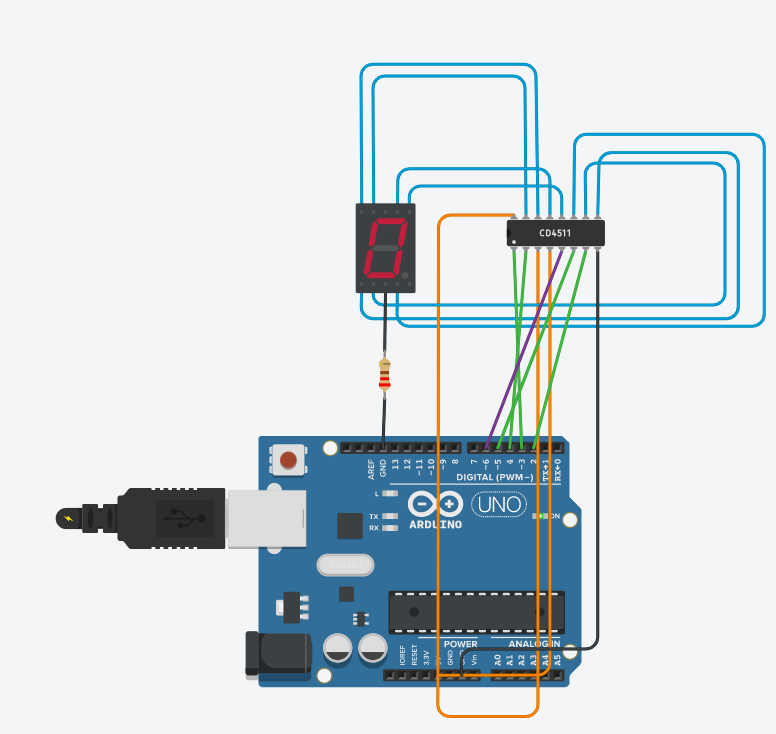 CD4511
AREF
GND
13
12
~11
~10
~9
8
7
~6
~5
4
~3
2
TX→1
RX←0
DIGITAL (PWM~)
L
TX
RX
ARDUINO
UNO
ON
POWER
ANALOG IN
IOREF
RESET
3.3V
GND
Vin
A0
A1
A2
A3
A4
A5